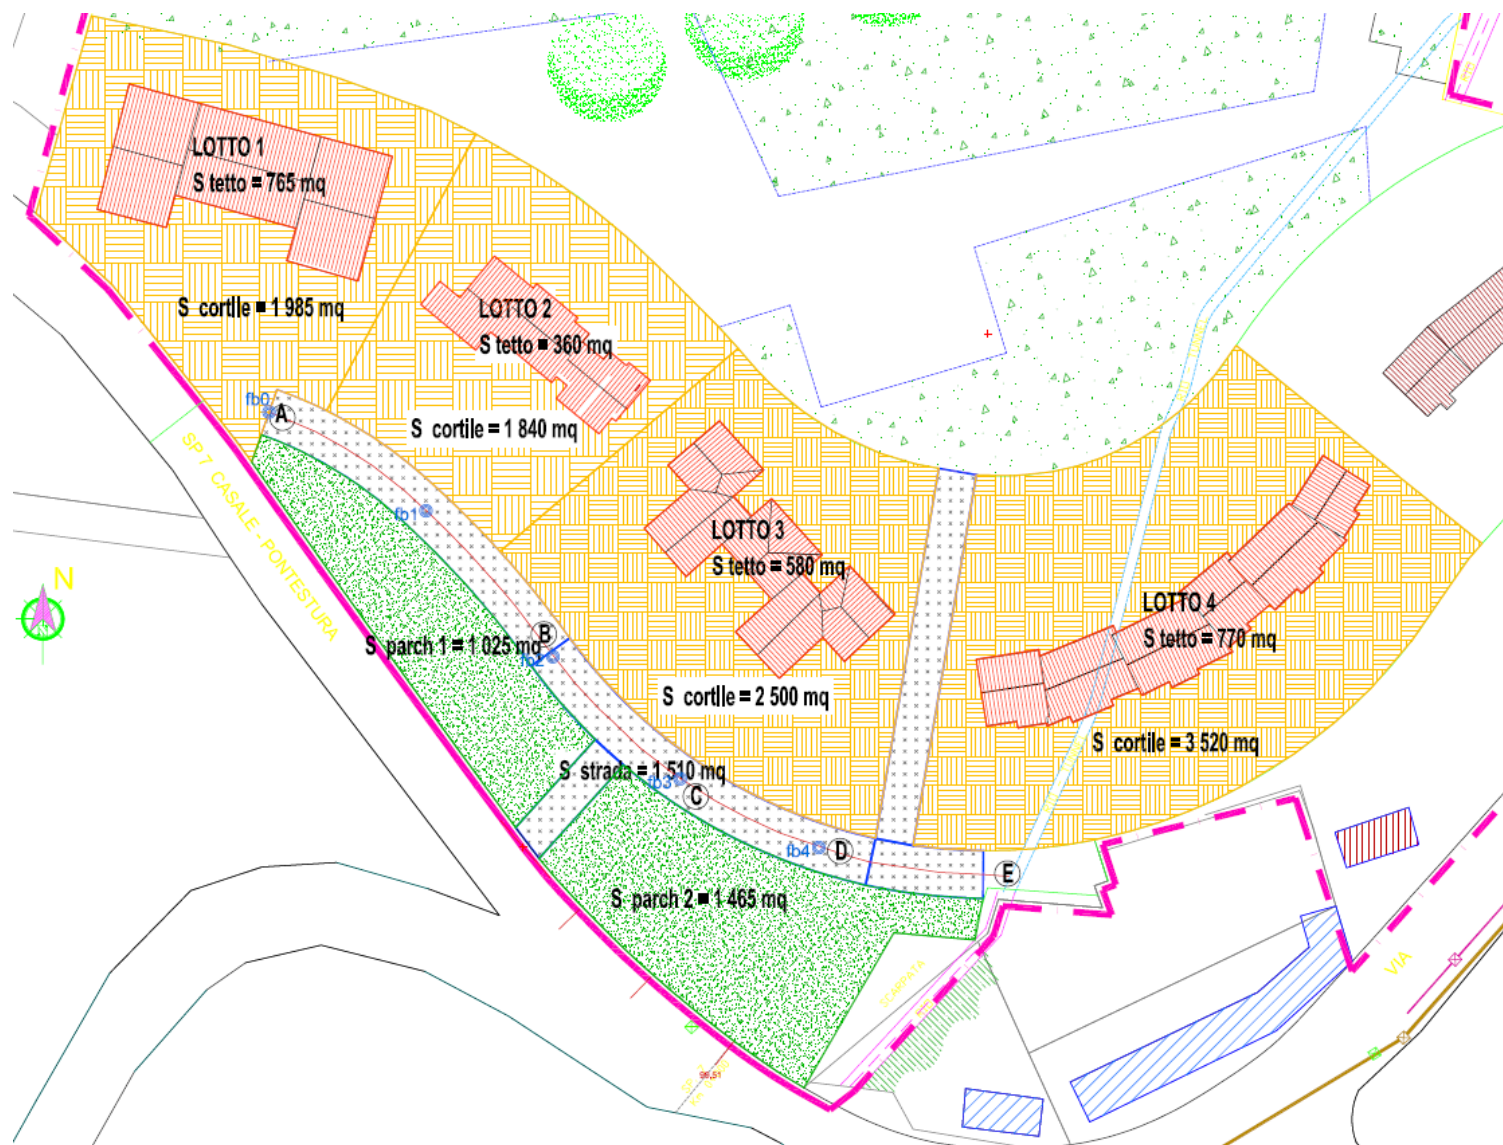 LOTTO 1
S tetto = 765 mq
S cortile = 1 985 mq
LOTTO 2
S tetto = 360 mq
S cortile = 1 840 mq
fb0
A
fb1
SP 7 CASALE - PONTESTURA
N
LOTTO 3
S tetto = 580 mq
LOTTO 4
S tetto = 770 mq
B
S parch 1 = 1 025 mq
fb2
S cortile = 2 500 mq
S cortile = 3 520 mq
S strada = 1 510 mq
fb3
C
fb4
D
E
S parch 2 = 1 465 mq
SCARPATA
VIA